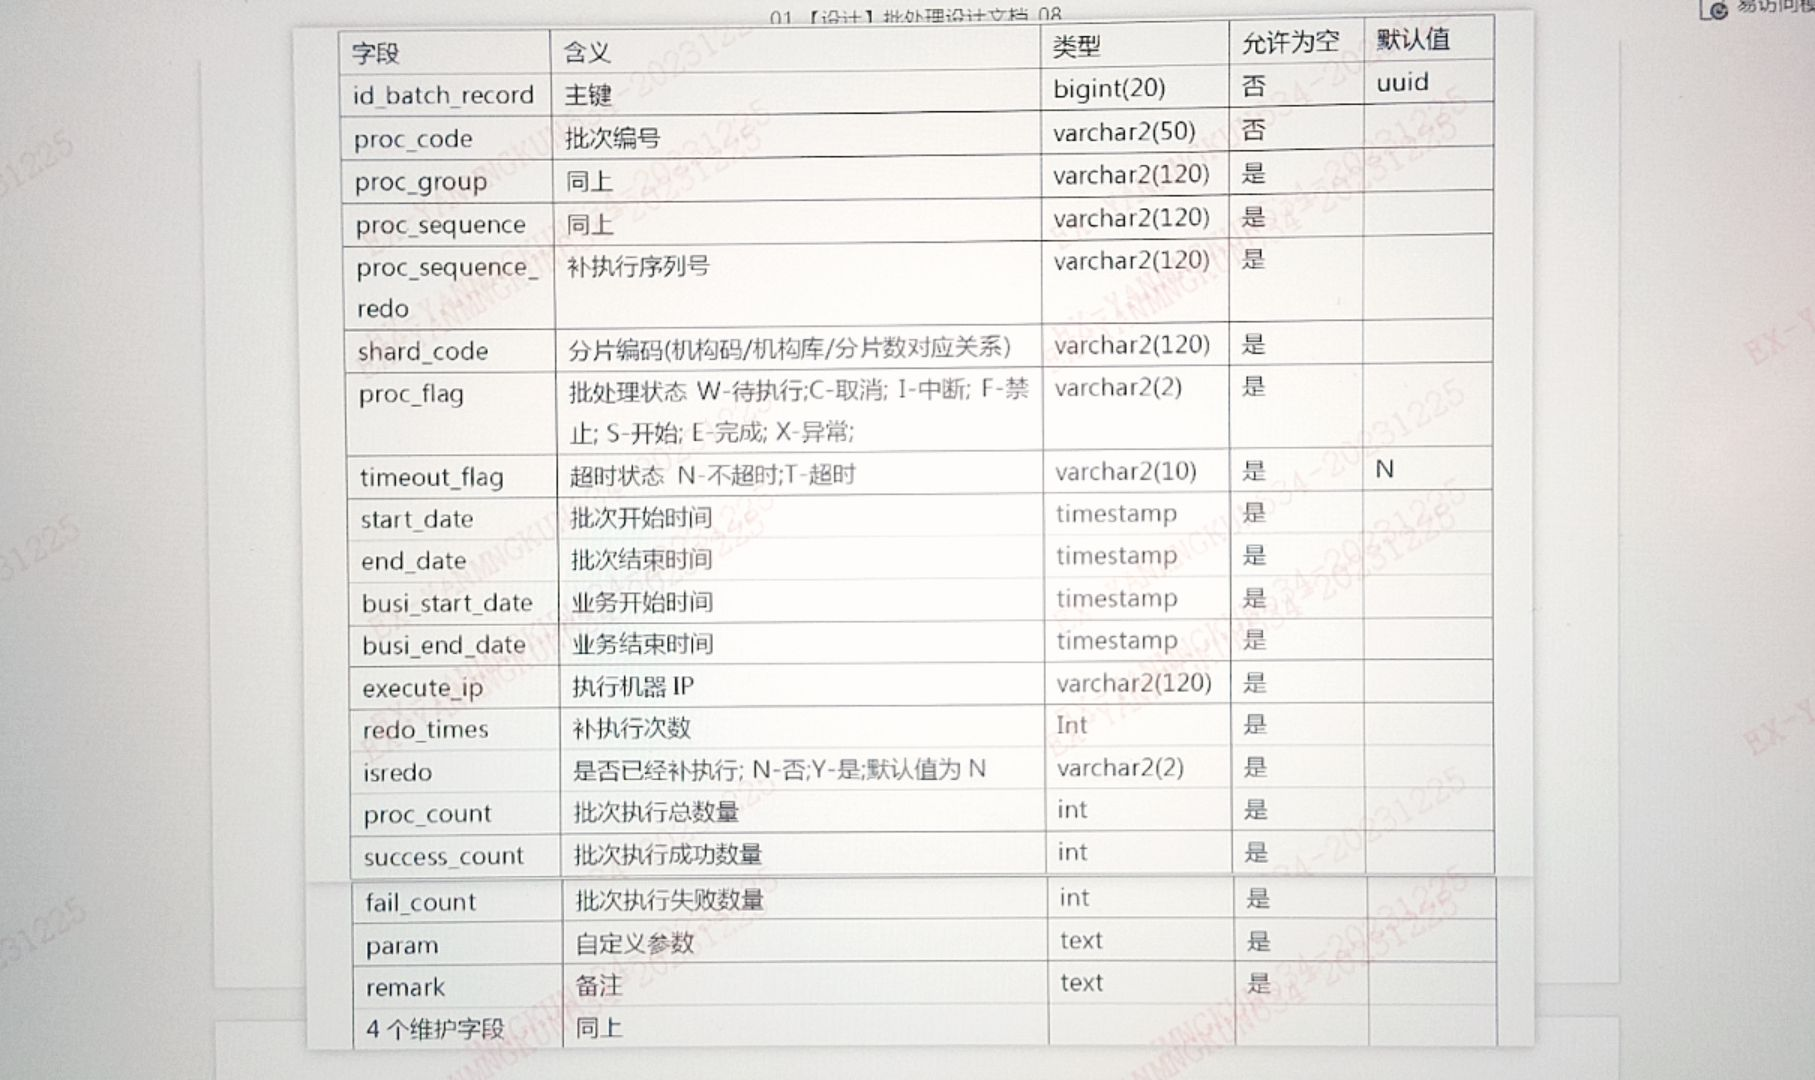 01 【设计】批处理设计文档_08
字段 含义 类型 允许为空 默认值
id_batch_record 主键 bigint(20) 否 uuid
proc_code 批次编号 varchar2(50) 否
proc_group 同上 varchar2(120) 是
proc_sequence 同上 varchar2(120) 是
proc_sequence_ 补执行序列号 varchar2(120) 是
redo
shard_code 分片编码(机构码/机构库/分片数对应关系) varchar2(120) 是
proc_flag 批处理状态 W-待执行;C-取消; I-中断; F-禁 varchar2(2) 是
止; S-开始; E-完成; X-异常;
timeout_flag 超时状态 N-不超时;T-超时 varchar2(10) 是 N
start_date 批次开始时间 timestamp 是
end_date 批次结束时间 timestamp 是
busi_start_date 业务开始时间 timestamp 是
busi_end_date 业务结束时间 timestamp 是
execute_ip 执行机器 IP varchar2(120) 是
redo_times 补执行次数 Int 是
isredo 是否已经补执行; N-否;Y-是;默认值为 N varchar2(2) 是
proc_count 批次执行总数量 int 是
success_count 批次执行成功数量 int 是
fail_count 批次执行失败数量 int 是
param 自定义参数 text 是
remark 备注 text 是
4 个维护字段 同上